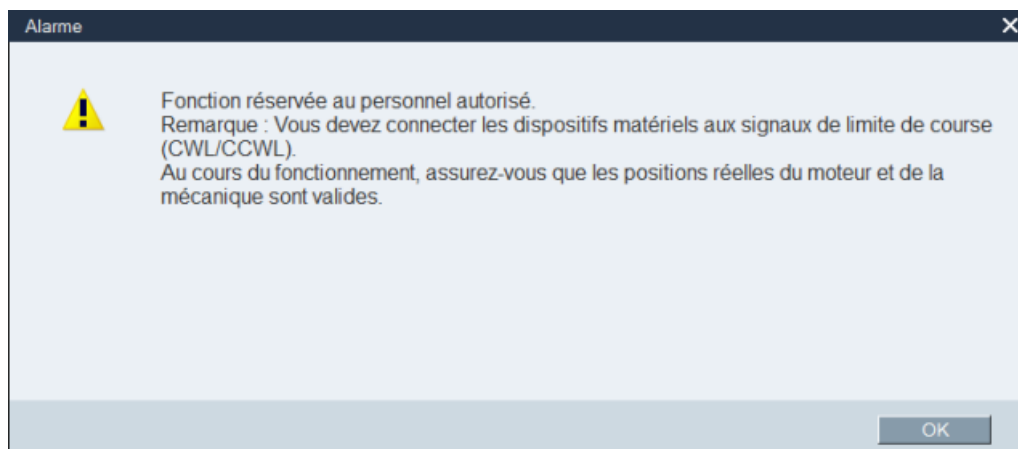 Alarme
Fonction réservée au personnel autorisé.
Remarque : Vous devez connecter les dispositifs matériels aux signaux de limite de course
(CWL/CCWL).
Au cours du fonctionnement, assurez-vous que les positions réelles du moteur et de la
mécanique sont valides.
OK